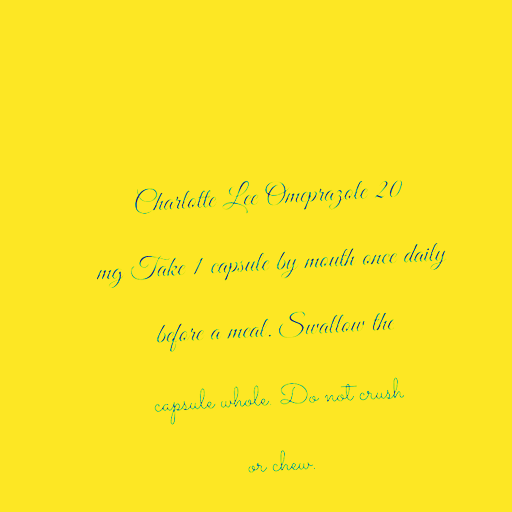 Charlotte Lee Omeprazole 20
mg Take 1 capsule by mouth once daily
before a meal. Swallow the
capsule whole. Do not crush
or chew.